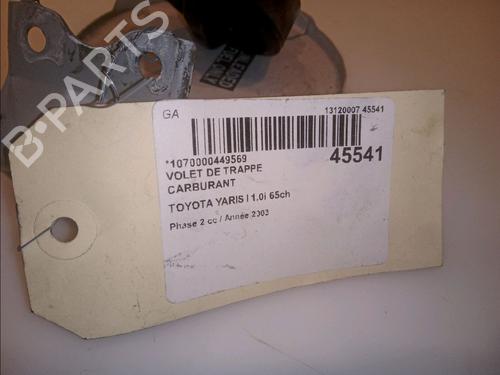 B-PARTS
GA
13120007 45541
*1070000449569
45541
VOLET DE TRAPPE
CARBURANT
TOYOTA YARIS I 1.0i 65ch
Phase 2 cc / Année 2003